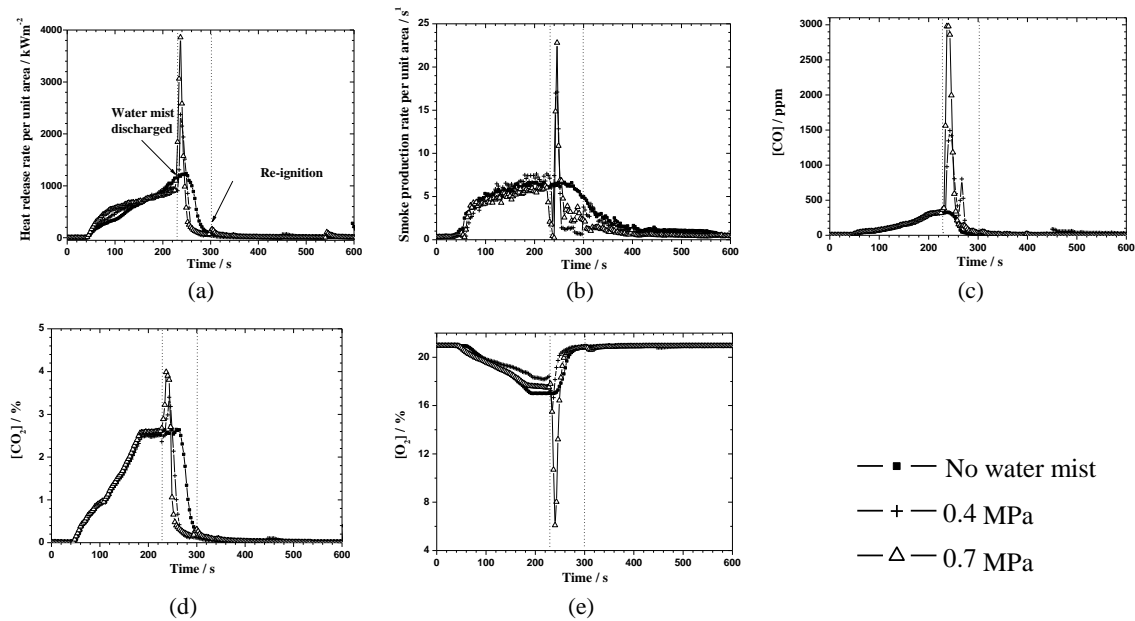 Heat release rate per unit area / kWm-2
4000
3000
2000
1000
0
Water mist
discharged
Re-ignition
0 100 200 300 400 500 600
Time / s
(a)
Smoke production rate per unit area / s1
25
20
15
10
5
0
0 100 200 300 400 500 600
Time / s
(b)
[CO] / ppm
3000
2500
2000
1500
1000
500
0
0 100 200 300 400 500 600
Time / s
(c)
[CO2] / %
5
4
3
2
1
0
0 100 200 300 400 500 600
Time / s
(d)
[O2] / %
20
16
12
8
4
0 100 200 300 400 500 600
Time / s
(e)
No water mist
0.4 MPa
0.7 MPa